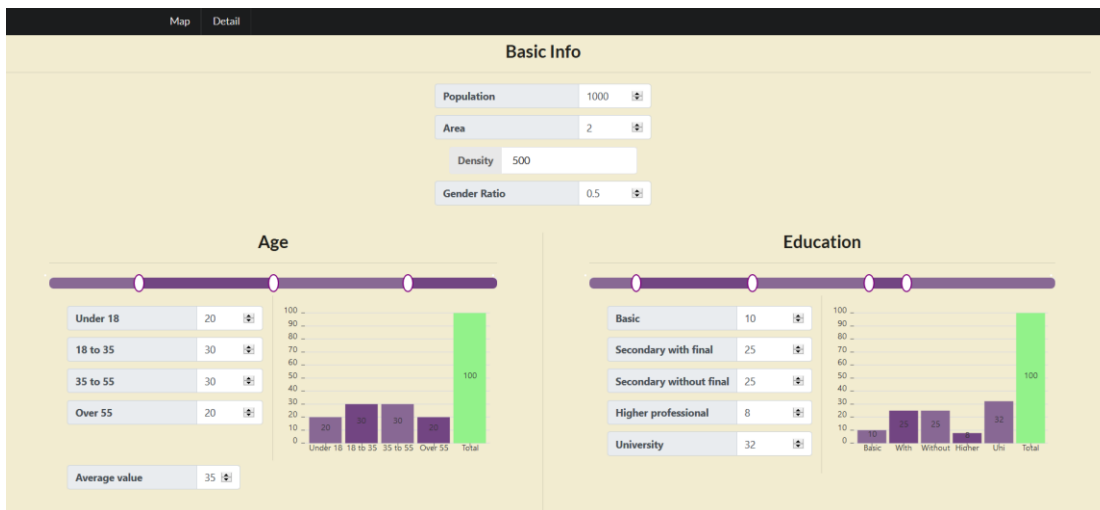 Map Detail
Basic Info
Population 1000
Area 2
Density 500
Gender Ratio 0.5
Age
Under 18 20
18 to 35 30
35 to 55 30
Over 55 20
Average value 35
100
90
80
70
60
50
40
30
20
10
0
20 30 30 20 100
Under 18 18 to 35 35 to 55 Over 55 Total
Education
Basic 10
Secondary with final 25
Secondary without final 25
Higher professional 8
University 32
100
90
80
70
60
50
40
30
20
10
0
10 25 25 8 32 100
Basic With Without Higher Uni Total